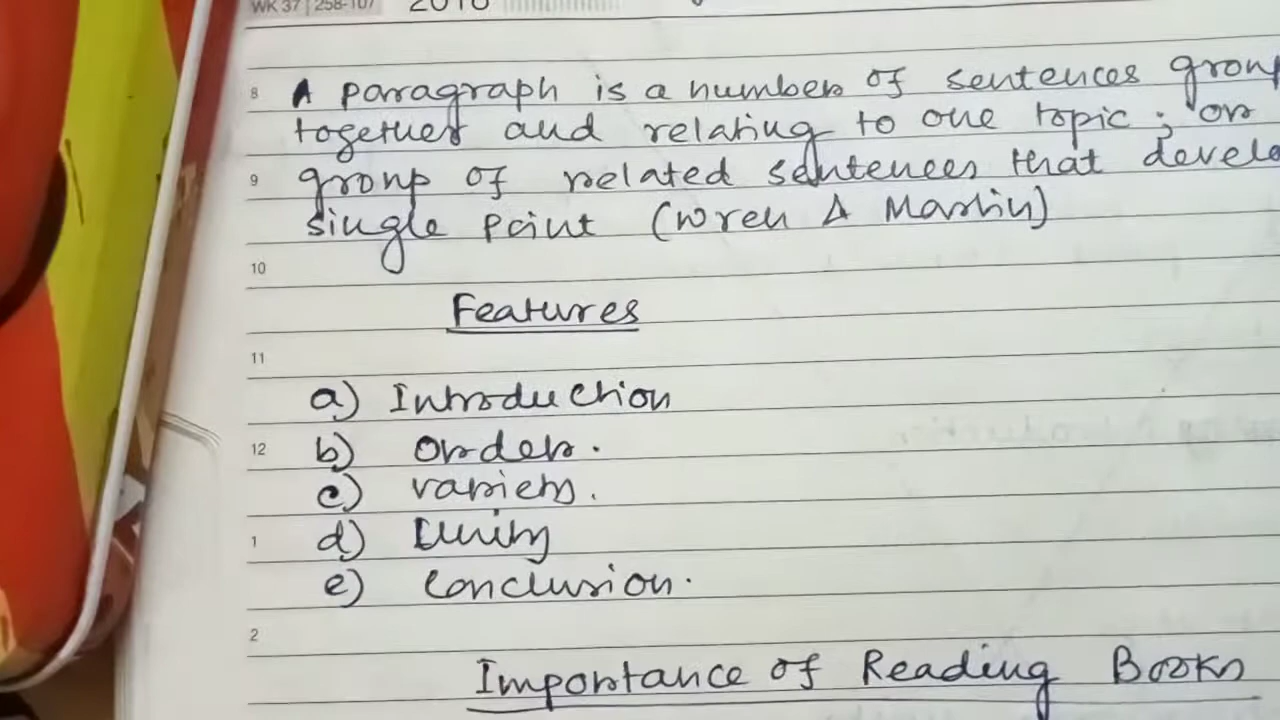 WK 37 | 258-107 2016
8
A paragraph is a number of sentences group
together and relating to one topic ; or
9
group of related sentences that develo
single point (Wren & Martin)
10
Features
11
a) Introduction
12
b) order.
c) variety.
1
d) Unity
e) Conclusion.
2
Importance of Reading Books